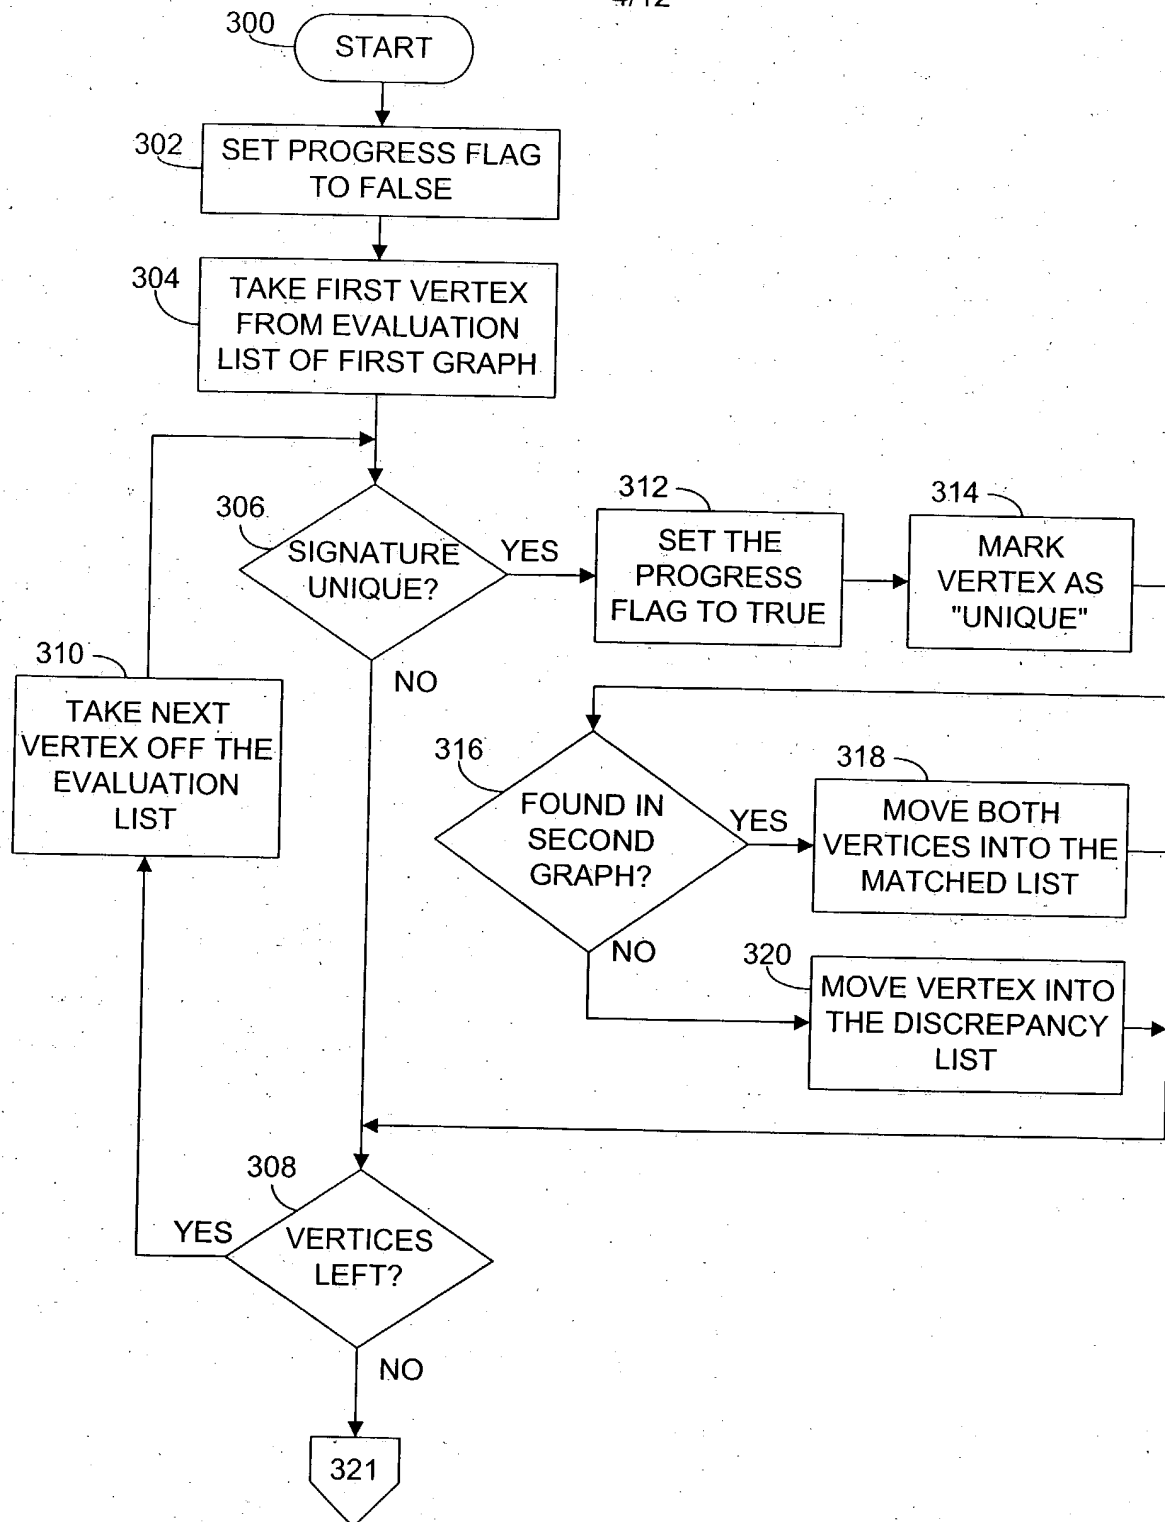 4/12
300
START
302
SET PROGRESS FLAG
TO FALSE
304
TAKE FIRST VERTEX
FROM EVALUATION
LIST OF FIRST GRAPH
306
SIGNATURE
UNIQUE?
YES
NO
312
SET THE
PROGRESS
FLAG TO TRUE
314
MARK
VERTEX AS
"UNIQUE"
310
TAKE NEXT
VERTEX OFF THE
EVALUATION
LIST
316
FOUND IN
SECOND
GRAPH?
YES
NO
318
MOVE BOTH
VERTICES INTO THE
MATCHED LIST
320
MOVE VERTEX INTO
THE DISCREPANCY
LIST
308
VERTICES
LEFT?
YES
NO
321